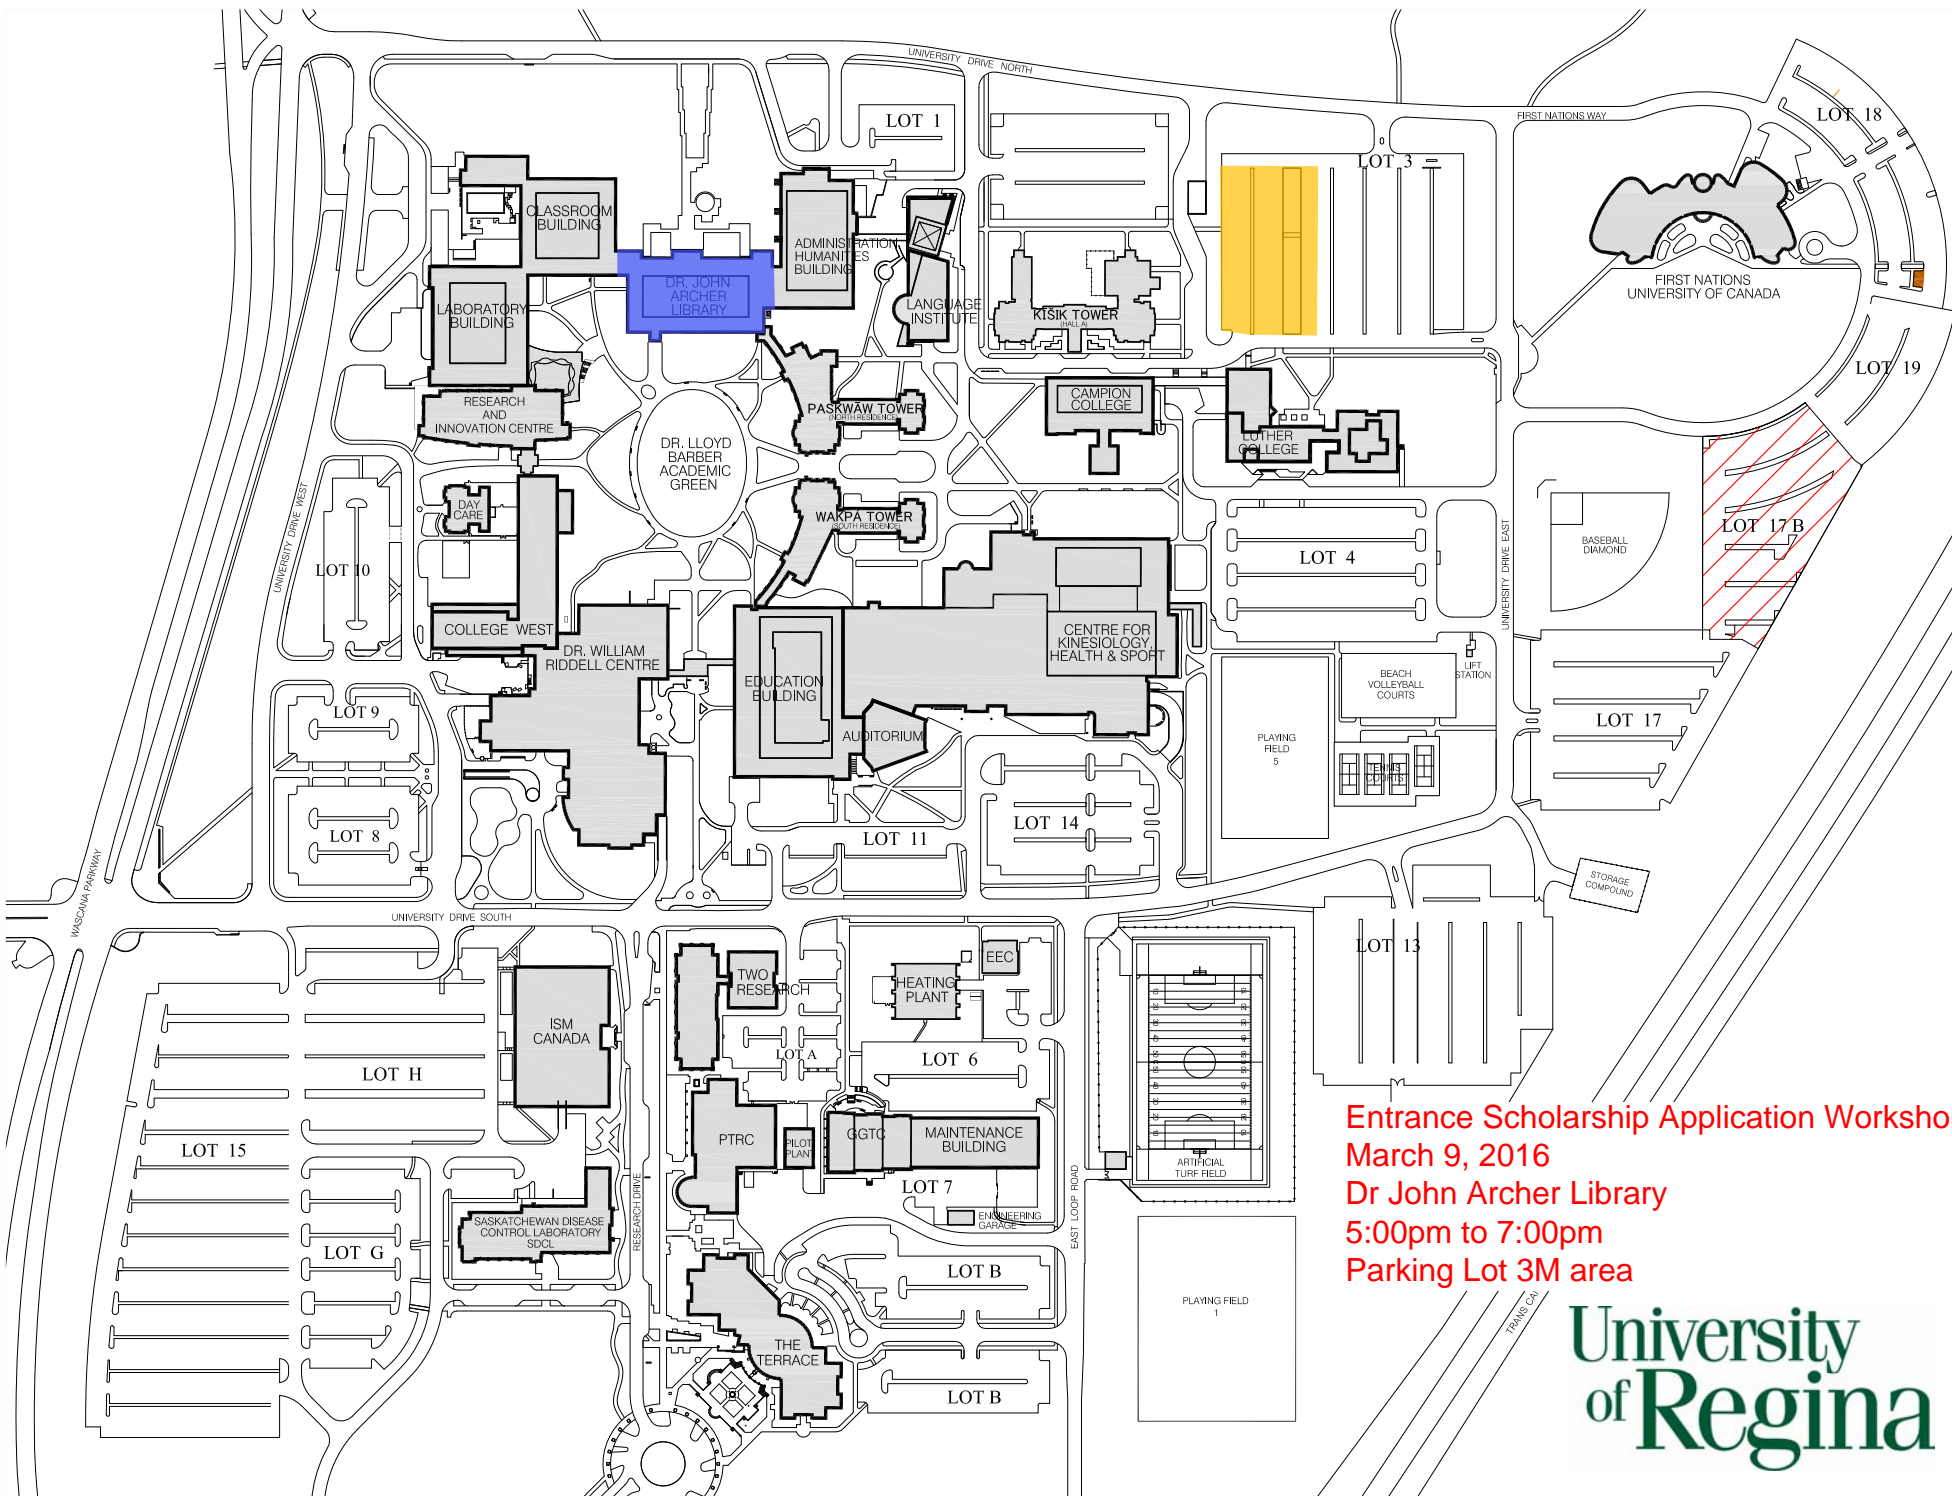 UNIVERSITY DRIVE NORTH
FIRST NATIONS WAY
LOT 18
LOT 1
LOT 3
CLASSROOM
BUILDING
ADMINISTRATION
HUMANITIES
BUILDING
DR. JOHN
ARCHER
LIBRARY
LABORATORY
BUILDING
LANGUAGE
INSTITUTE
KĪSIK TOWER
(HALL A)
FIRST NATIONS
UNIVERSITY OF CANADA
LOT 19
RESEARCH
AND
INNOVATION CENTRE
PASKWĀW TOWER
(NORTH RESIDENCE)
CAMPION
COLLEGE
LUTHER
COLLEGE
DR. LLOYD
BARBER
ACADEMIC
GREEN
UNIVERSITY DRIVE WEST
DAY
CARE
WAKPĀ TOWER
(SOUTH RESIDENCE)
LOT 10
LOT 4
UNIVERSITY DRIVE EAST
BASEBALL
DIAMOND
LOT 17 B
COLLEGE WEST
DR. WILLIAM
RIDDELL CENTRE
CENTRE FOR
KINESIOLOGY,
HEALTH & SPORT
EDUCATION
BUILDING
AUDITORIUM
BEACH
VOLLEYBALL
COURTS
LIFT
STATION
LOT 9
LOT 17
PLAYING
FIELD
5
TENNIS
COURTS
LOT 8
LOT 11
LOT 14
WASCANA PARKWAY
STORAGE
COMPOUND
UNIVERSITY DRIVE SOUTH
LOT 13
TWO
RESEARCH
HEATING
PLANT
EEC
ISM
CANADA
LOT A
LOT 6
LOT H
PTRC
PILOT
PLANT
GGTC
MAINTENANCE
BUILDING
LOT 15
ARTIFICIAL
TURF FIELD
LOT 7
ENGINEERING
GARAGE
RESEARCH DRIVE
EAST LOOP ROAD
SASKATCHEWAN DISEASE
CONTROL LABORATORY
SDCL
LOT G
LOT B
PLAYING FIELD
1
THE
TERRACE
LOT B
TRANS CA
Entrance Scholarship Application Worksho
March 9, 2016
Dr John Archer Library
5:00pm to 7:00pm
Parking Lot 3M area
University
of Regina